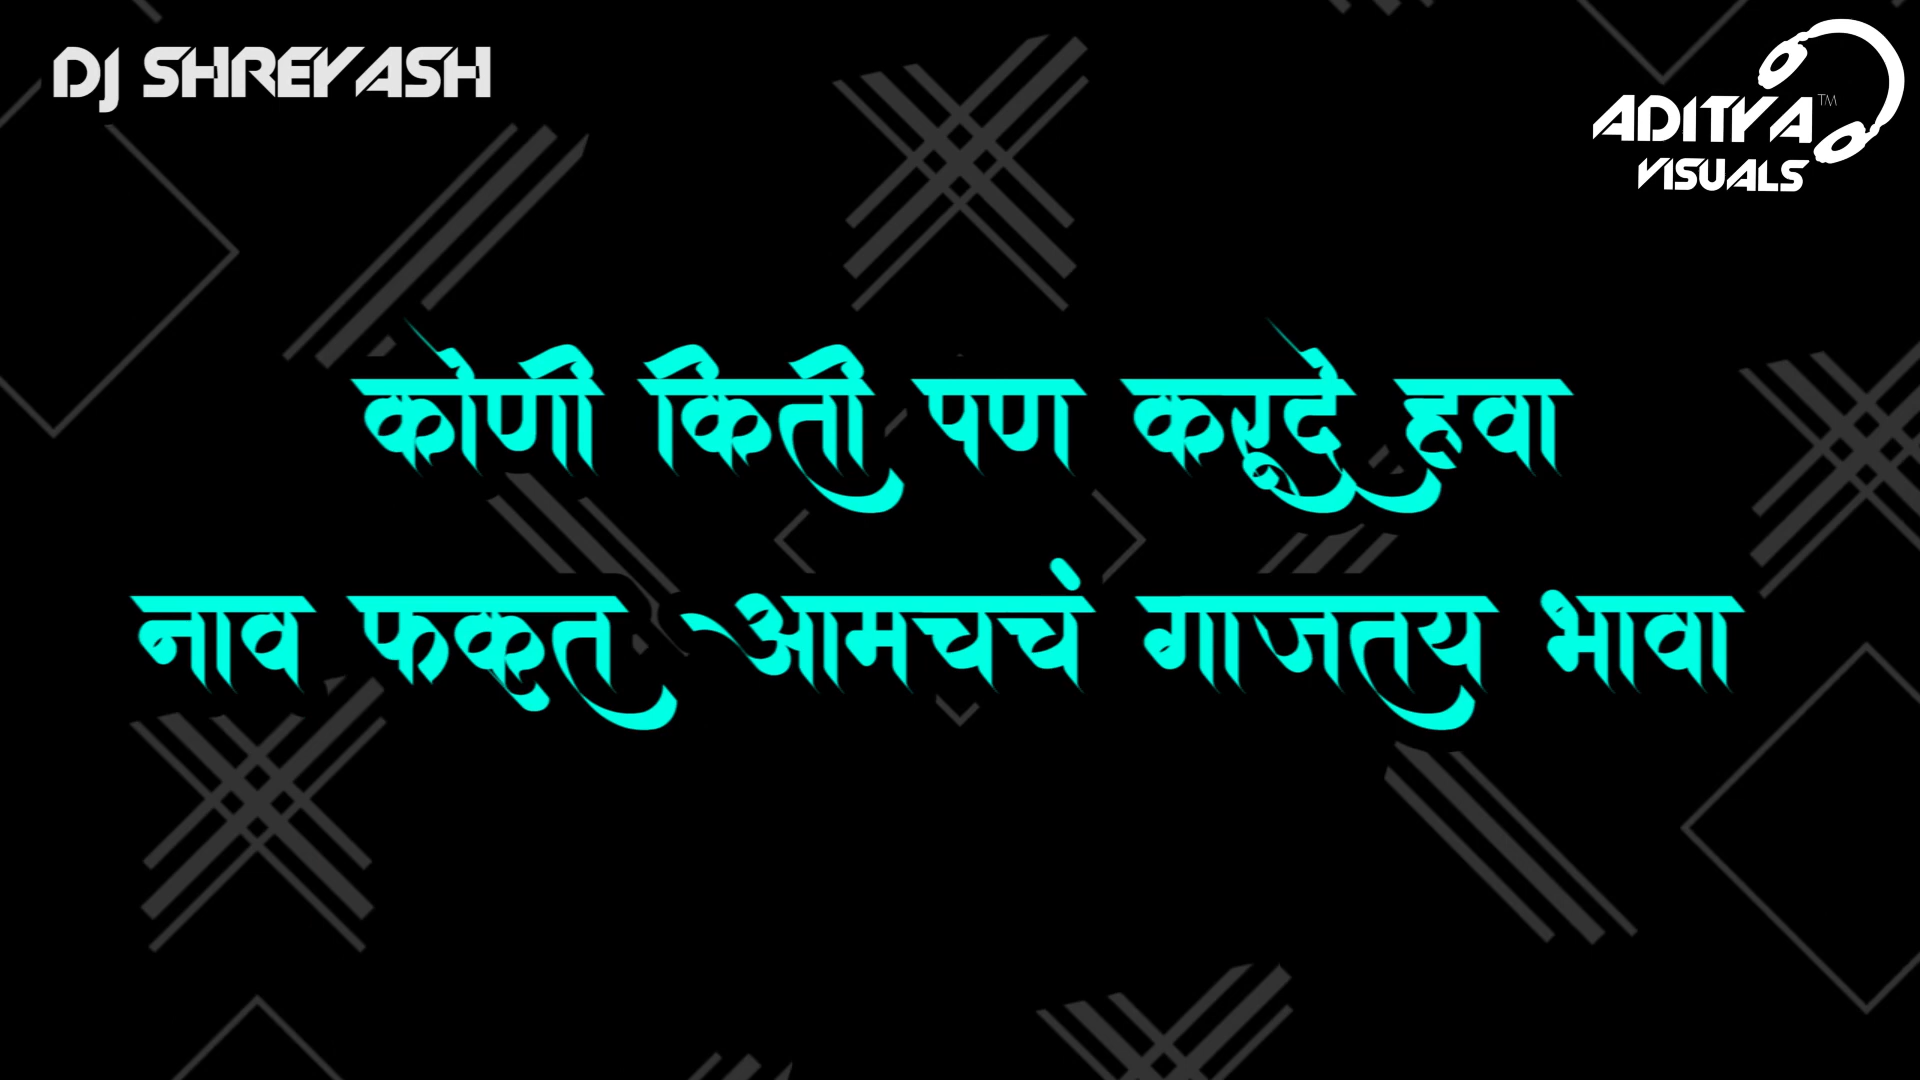 DJ SHREYASH
ADITYA™
VISUALS
कोणी किती पण करूदे हवा
नाव फक्त आमचचं गाजतय भावा